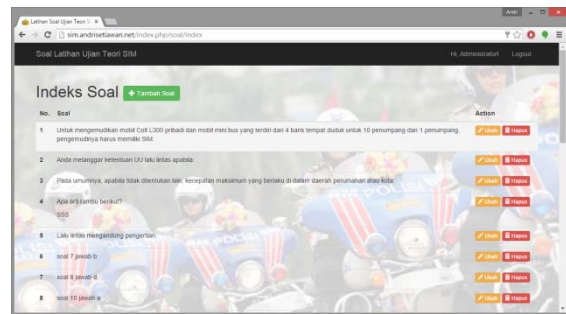 Andri
Latihan Soal Ujian Teori S
sim.andrisetiawan.net/index.php/soal/index
Soal Latihan Ujian Teori SIM
Hi, Administrator!
Logout
Indeks Soal
+ Tambah Soal
No. Soal Action
1 Untuk mengemudikan mobil Colt L300 pribadi dan mobil mini bus yang terdiri dari 4 baris tempat duduk untuk 10 penumpang dan 1 penumpang, Ubah Hapus
pengemudinya harus memiliki SIM:
2 Anda melanggar ketentuan UU lalu lintas apabila: Ubah Hapus
3 Pada umumnya, apabila tidak ditentukan lain, kecepatan maksimum yang berlaku di dalam daerah perumahan atau kota: Ubah Hapus
4 Apa arti rambu berikut? Ubah Hapus
SSS
5 Lalu lintas mengandung pengertian: Ubah Hapus
6 soal 7 jawab b Ubah Hapus
7 soal 9 jawab d Ubah Hapus
8 soal 10 jawab a Ubah Hapus